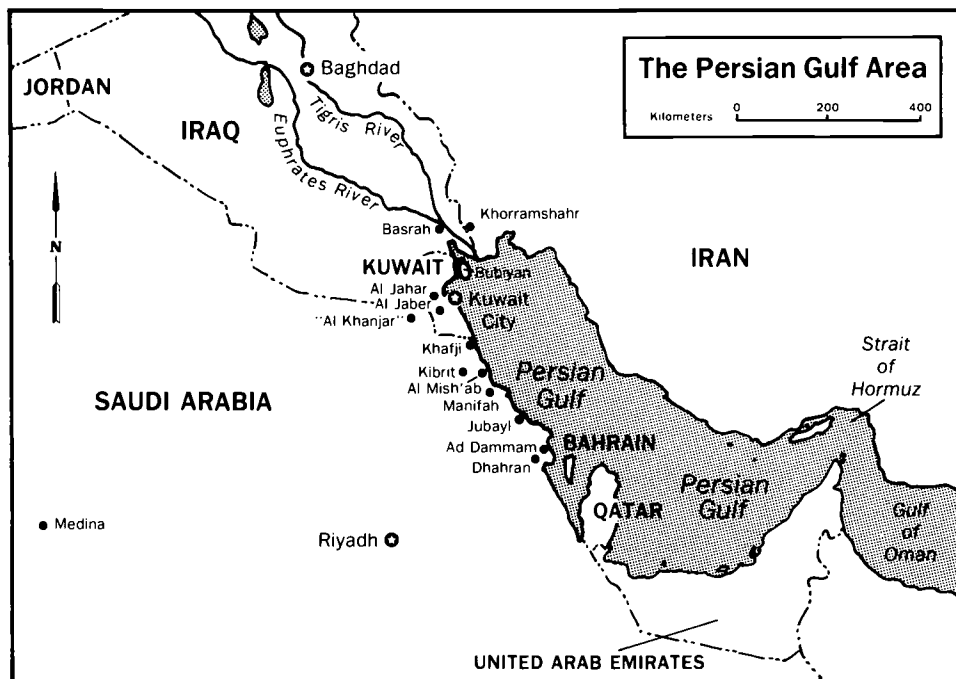 The Persian Gulf Area
Kilometers
0 200 400
JORDAN
Baghdad
IRAQ
Tigris River
Euphrates River
N
Basrah
Khorramshahr
IRAN
KUWAIT
Bubiyan
Al Jahar
Al Jaber
Kuwait
City
"Al Khanjar"
Khafji
Kibrit
Al Mish'ab
Manifah
Jubayl
Persian
Gulf
Strait
of
Hormuz
SAUDI ARABIA
Ad Dammam
BAHRAIN
Dhahran
QATAR
Persian
Gulf
Gulf
of
Oman
Medina
Riyadh
UNITED ARAB EMIRATES